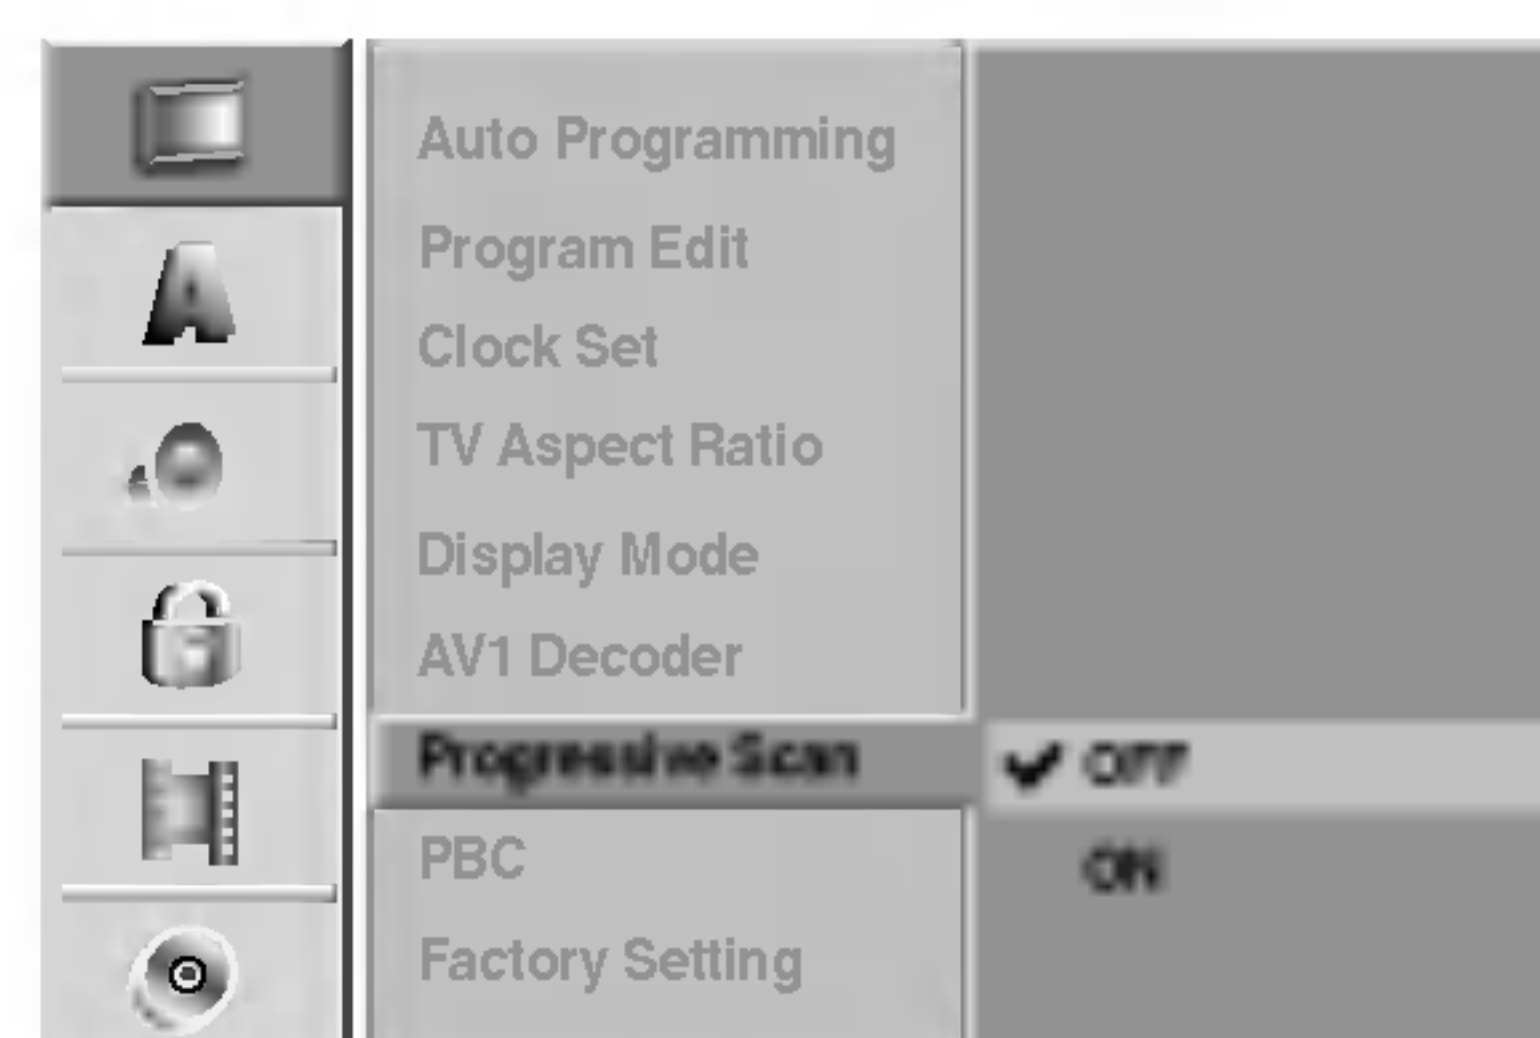 Auto Programming
Program Edit
Clock Set
TV Aspect Ratio
Display Mode
AV1 Decoder
Progressive Scan ✔ OFF
ON
PBC
Factory Setting